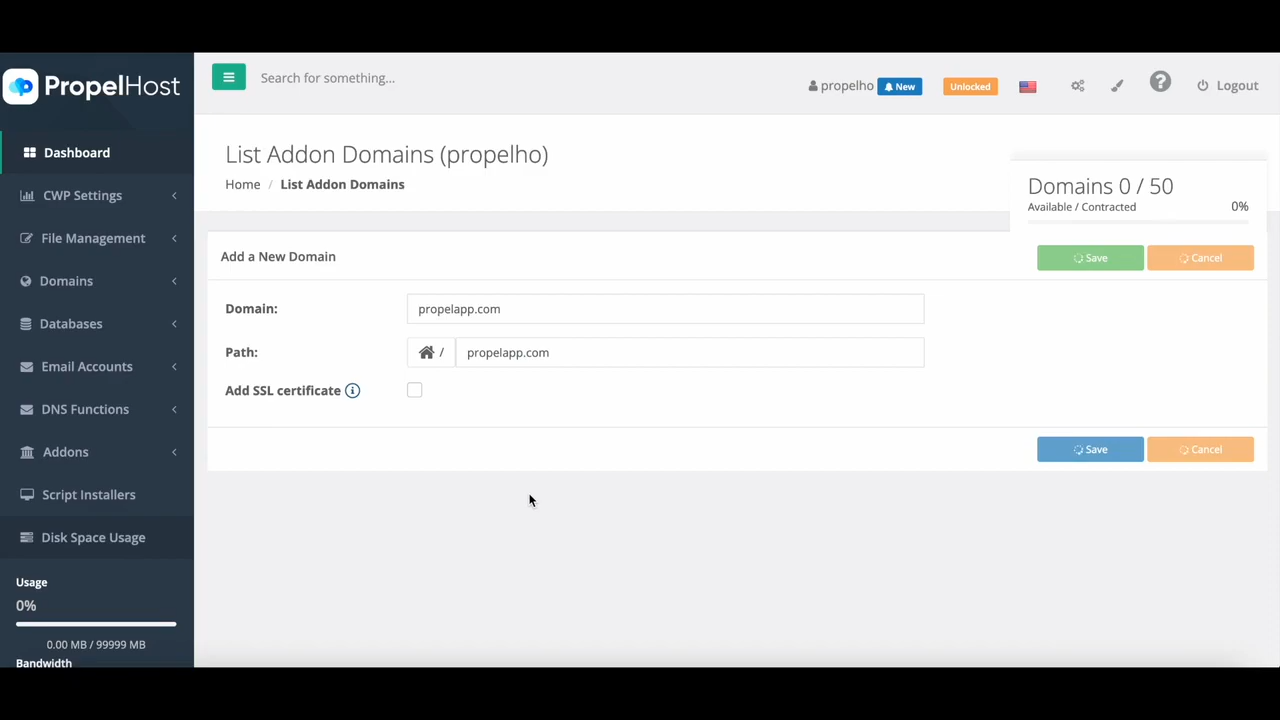 PropelHost
Search for something...
propelho New Unlocked Logout
Dashboard
CWP Settings
File Management
Domains
Databases
Email Accounts
DNS Functions
Addons
Script Installers
Disk Space Usage
Usage
0%
0.00 MB / 99999 MB
Bandwidth
List Addon Domains (propelho)
Home / List Addon Domains
Domains 0 / 50
Available / Contracted 0%
Add a New Domain
Save Cancel
Domain: propelapp.com
Path: / propelapp.com
Add SSL certificate
Save Cancel